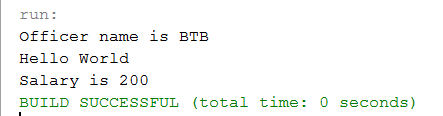 run:
Officer name is BTB
Hello World
Salary is 200
BUILD SUCCESSFUL (total time: 0 seconds)